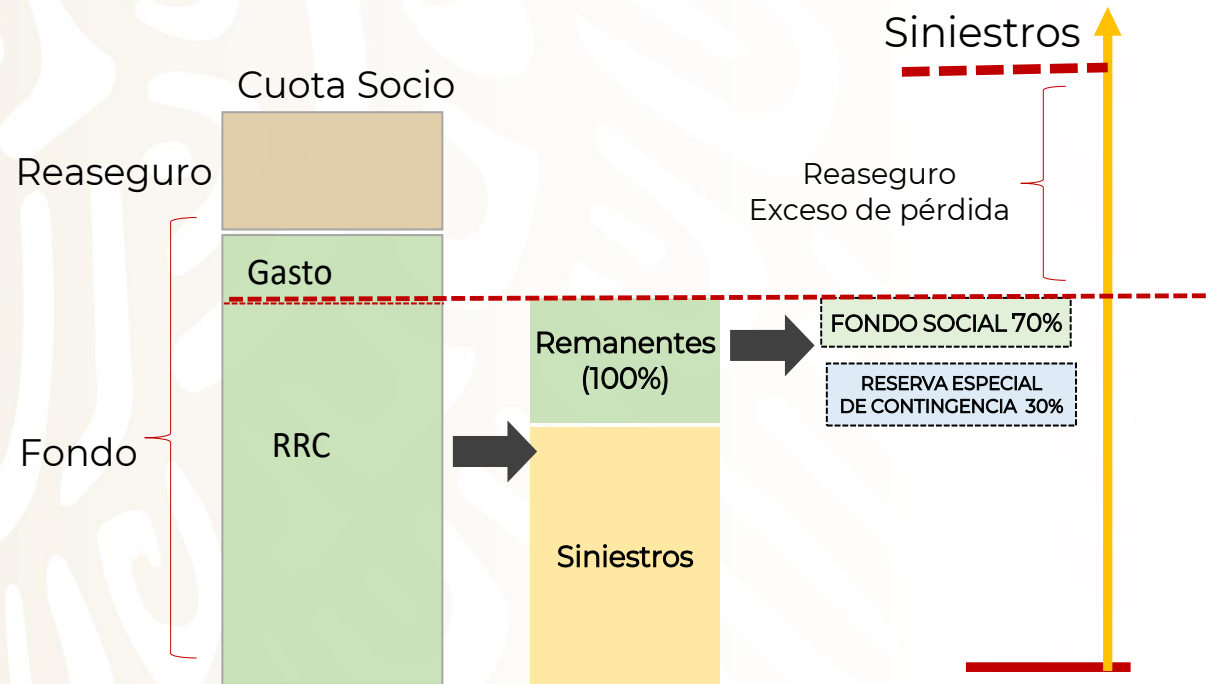 Siniestros
Cuota Socio
Reaseguro
Reaseguro
Exceso de pérdida
Gasto
FONDO SOCIAL 70%
Remanentes
(100%)
RESERVA ESPECIAL
DE CONTINGENCIA 30%
Fondo
RRC
Siniestros